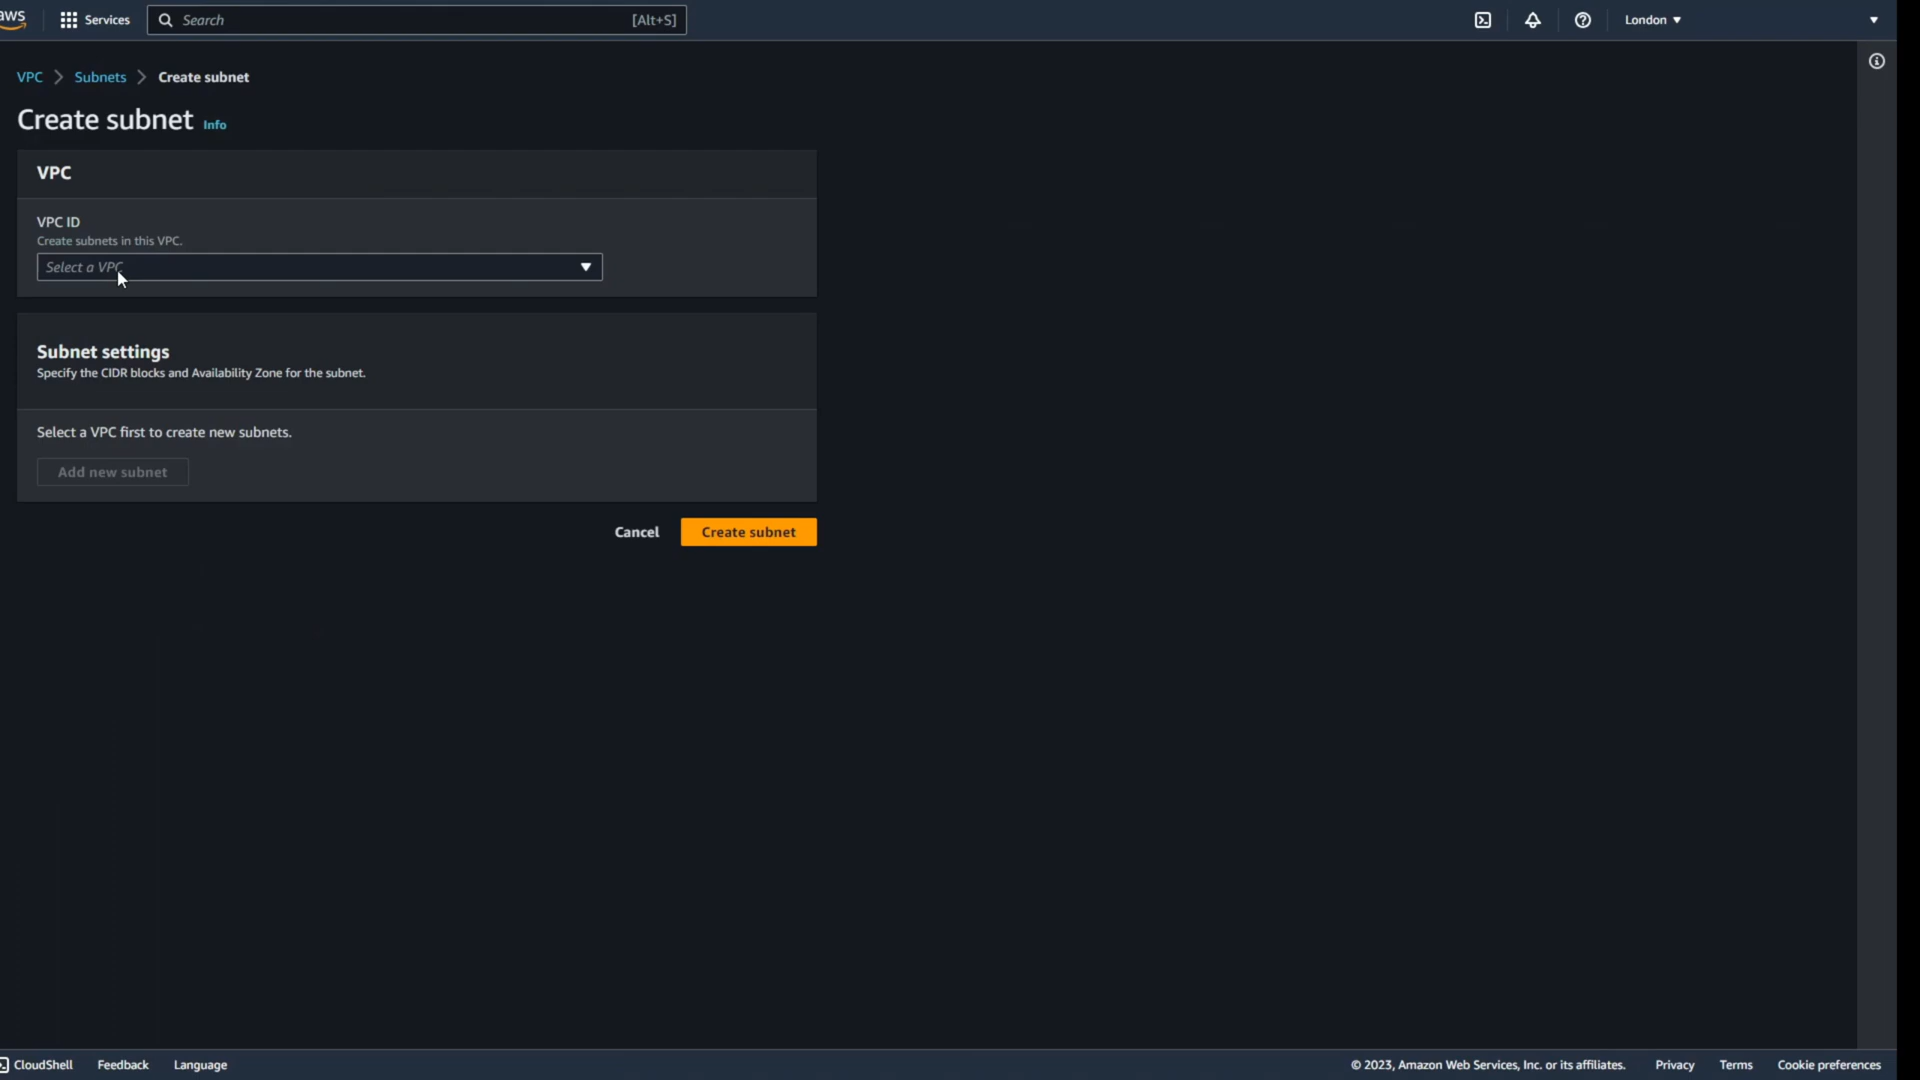 aws Services Search [Alt+S] London
VPC Subnets Create subnet
Create subnet Info
VPC
VPC ID
Create subnets in this VPC.
Select a VPC
Subnet settings
Specify the CIDR blocks and Availability Zone for the subnet.
Select a VPC first to create new subnets.
Add new subnet
Cancel Create subnet
CloudShell Feedback Language © 2023, Amazon Web Services, Inc. or its affiliates. Privacy Terms Cookie preferences